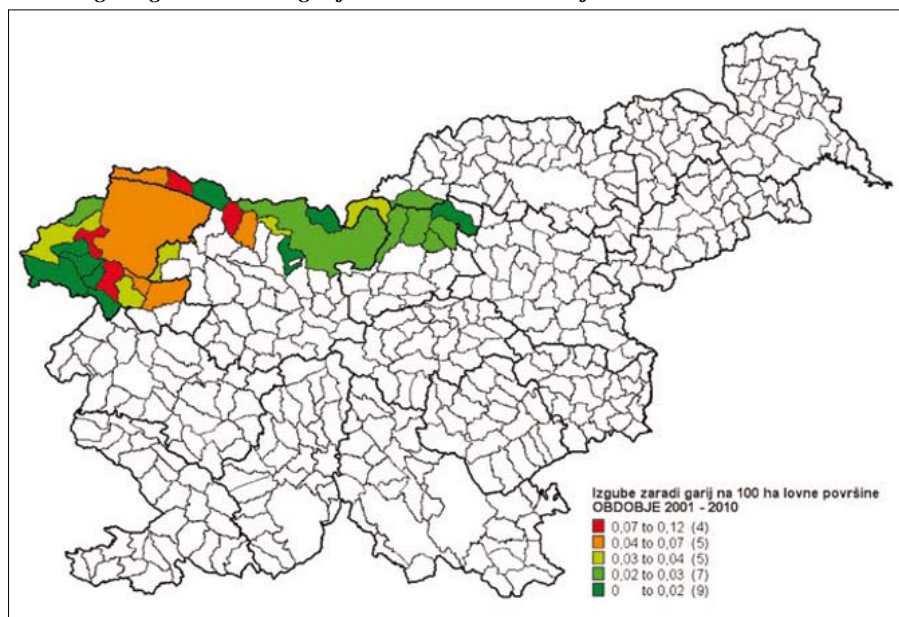 Izgube zaradi garij na 100 ha lovne površine
OBDOBJE 2001 - 2010
0,07 to 0,12 (4)
0,04 to 0,07 (5)
0,03 to 0,04 (5)
0,02 to 0,03 (7)
0 to 0,02 (9)